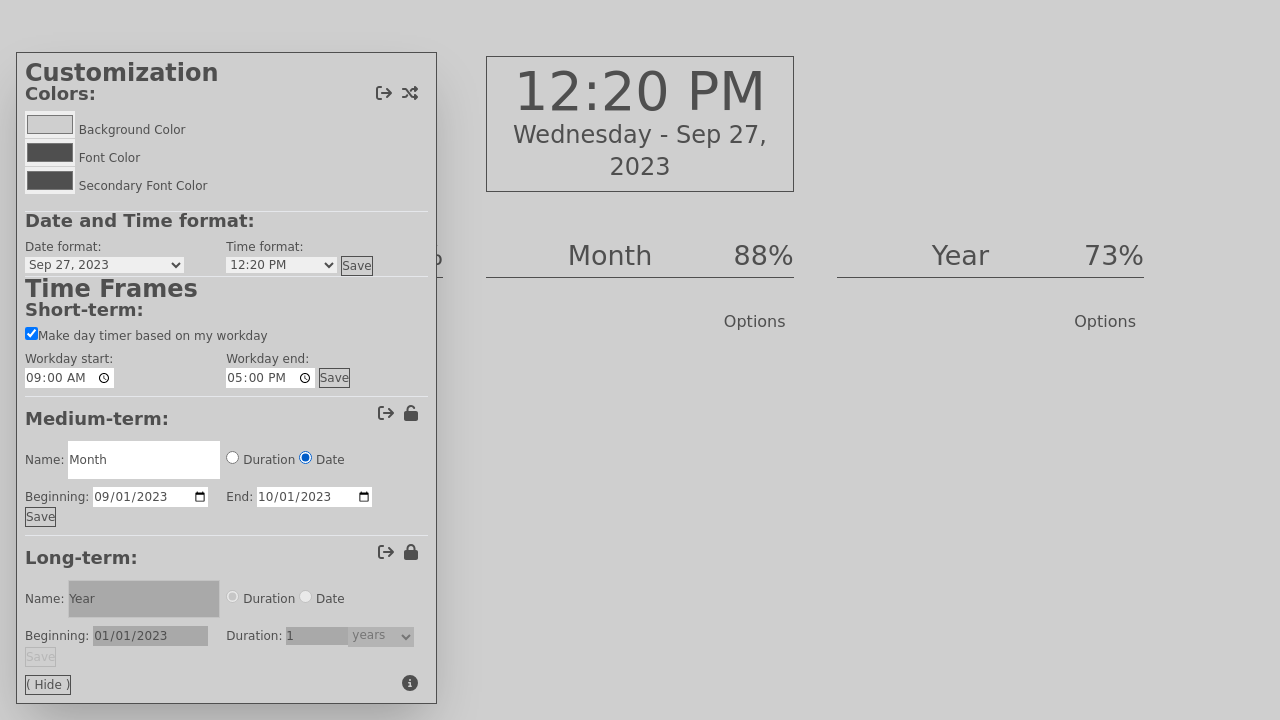 Customization
Colors:
Background Color
Font Color
Secondary Font Color
Date and Time format:
Date format: Time format:
Sep 27, 2023 12:20 PM Save
Time Frames
Short-term:
Make day timer based on my workday
Workday start: Workday end:
09:00 AM 05:00 PM Save
Medium-term:
Name: Month Duration Date
Beginning: 09/01/2023 End: 10/01/2023
Save
Long-term:
Name: Year Duration Date
Beginning: 01/01/2023 Duration: 1 years
Save
( Hide )
12:20 PM
Wednesday - Sep 27,
2023
Month 88%
Options
Year 73%
Options